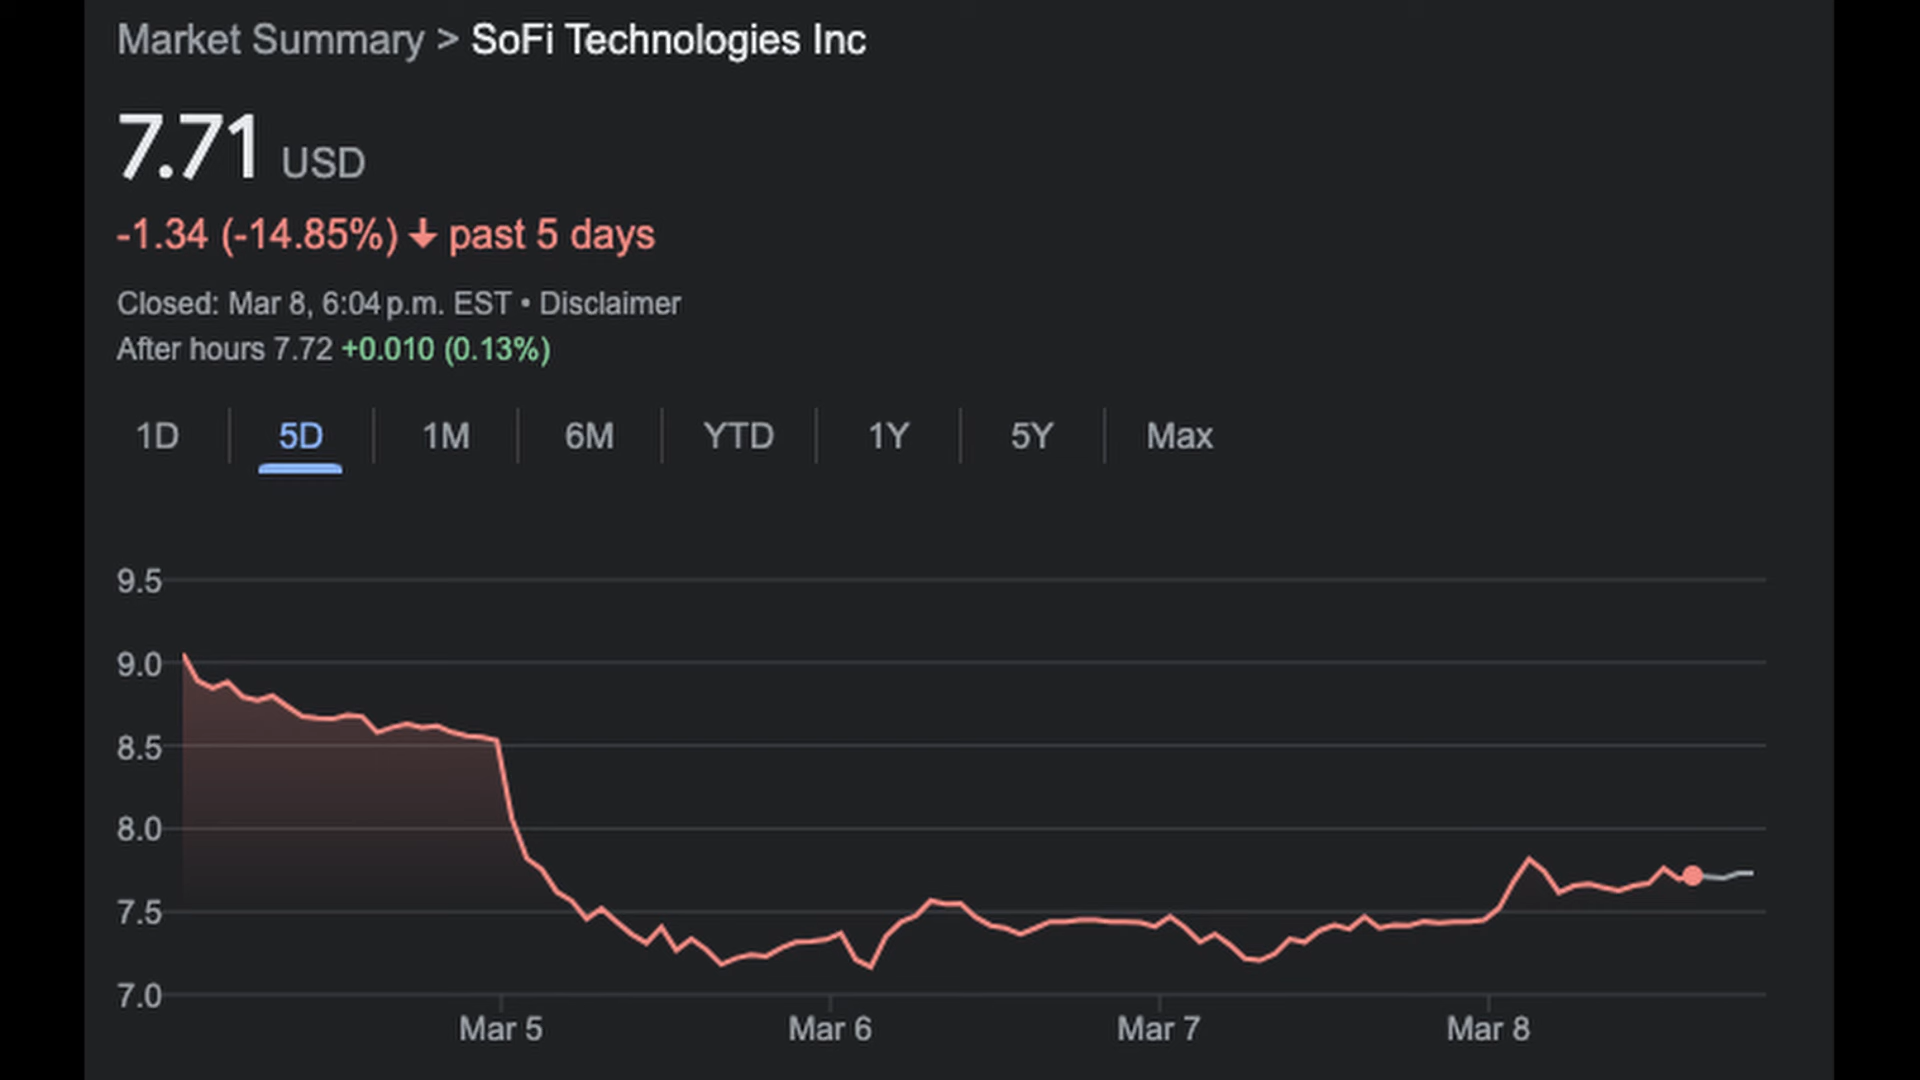 Market Summary > SoFi Technologies Inc
7.71 USD
-1.34 (-14.85%) ↓ past 5 days
Closed: Mar 8, 6:04 p.m. EST • Disclaimer
After hours 7.72 +0.010 (0.13%)
1D 5D 1M 6M YTD 1Y 5Y Max
9.5
9.0
8.5
8.0
7.5
7.0
Mar 5 Mar 6 Mar 7 Mar 8